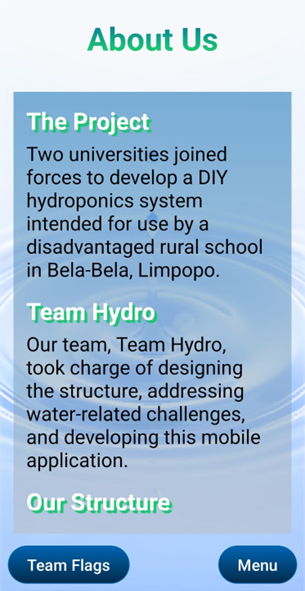 About Us
The Project
Two universities joined
forces to develop a DIY
hydroponics system
intended for use by a
disadvantaged rural school
in Bela-Bela, Limpopo.
Team Hydro
Our team, Team Hydro,
took charge of designing
the structure, addressing
water-related challenges,
and developing this mobile
application.
Our Structure
Team Flags
Menu